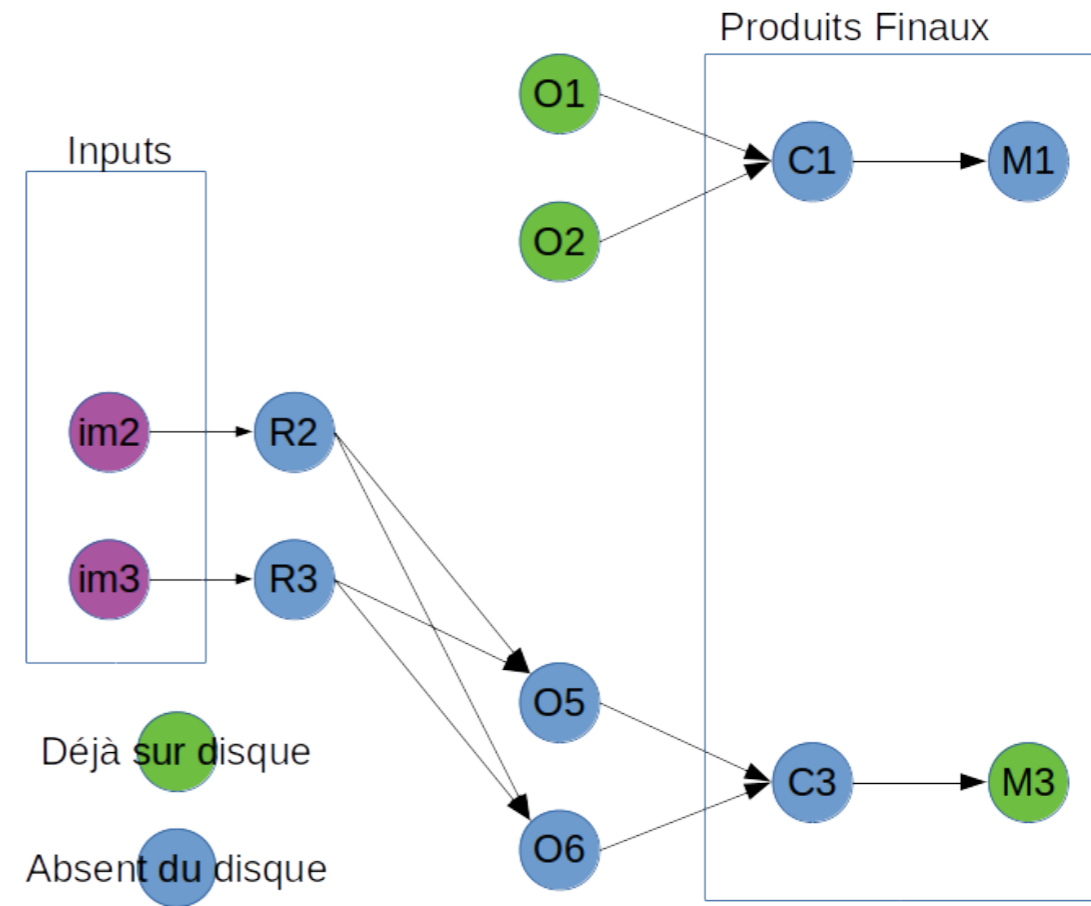 Produits Finaux
O1
Inputs
C1
M1
O2
im2
R2
im3
R3
O5
Déjà sur disque
C3
M3
O6
Absent du disque